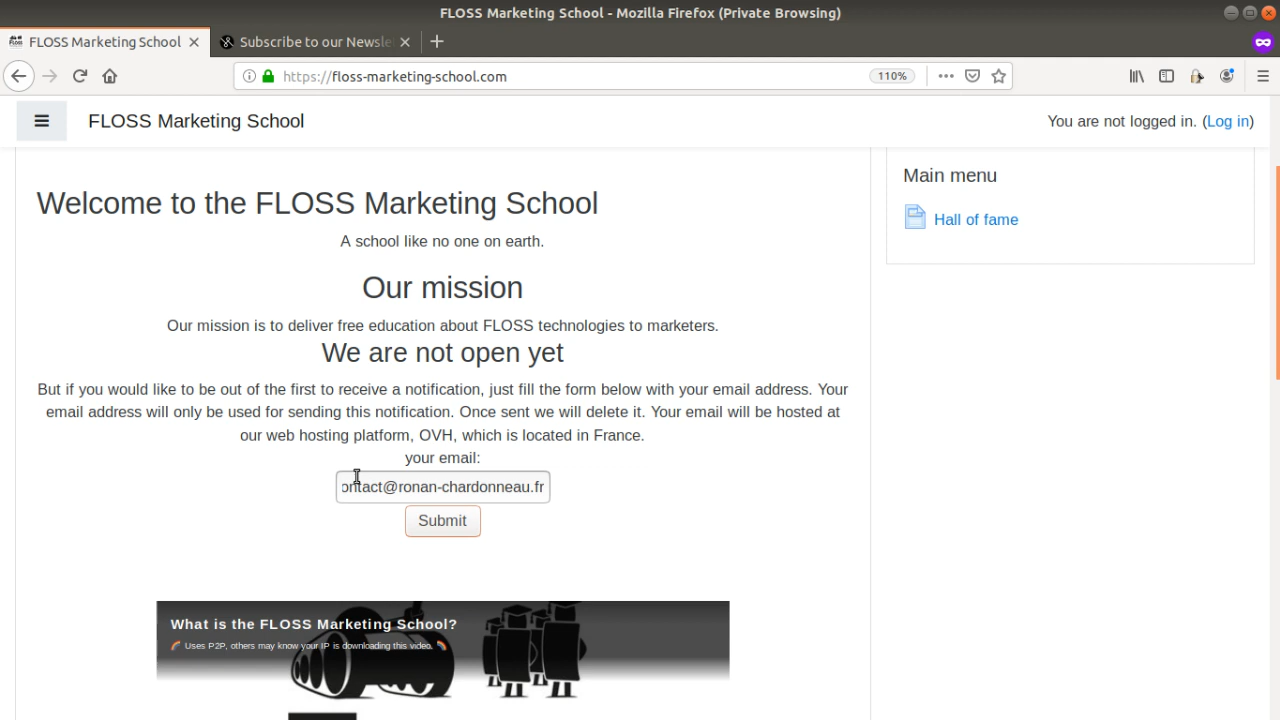 FLOSS Marketing School - Mozilla Firefox (Private Browsing)
FLOSS Marketing School
Subscribe to our Newsle
https://floss-marketing-school.com
110%
FLOSS Marketing School
You are not logged in. (Log in)
Welcome to the FLOSS Marketing School
A school like no one on earth.
Our mission
Our mission is to deliver free education about FLOSS technologies to marketers.
We are not open yet
But if you would like to be out of the first to receive a notification, just fill the form below with your email address. Your
email address will only be used for sending this notification. Once sent we will delete it. Your email will be hosted at
our web hosting platform, OVH, which is located in France.
your email:
ontact@ronan-chardonneau.fr
Submit
What is the FLOSS Marketing School?
Uses P2P, others may know your IP is downloading this video.
Main menu
Hall of fame